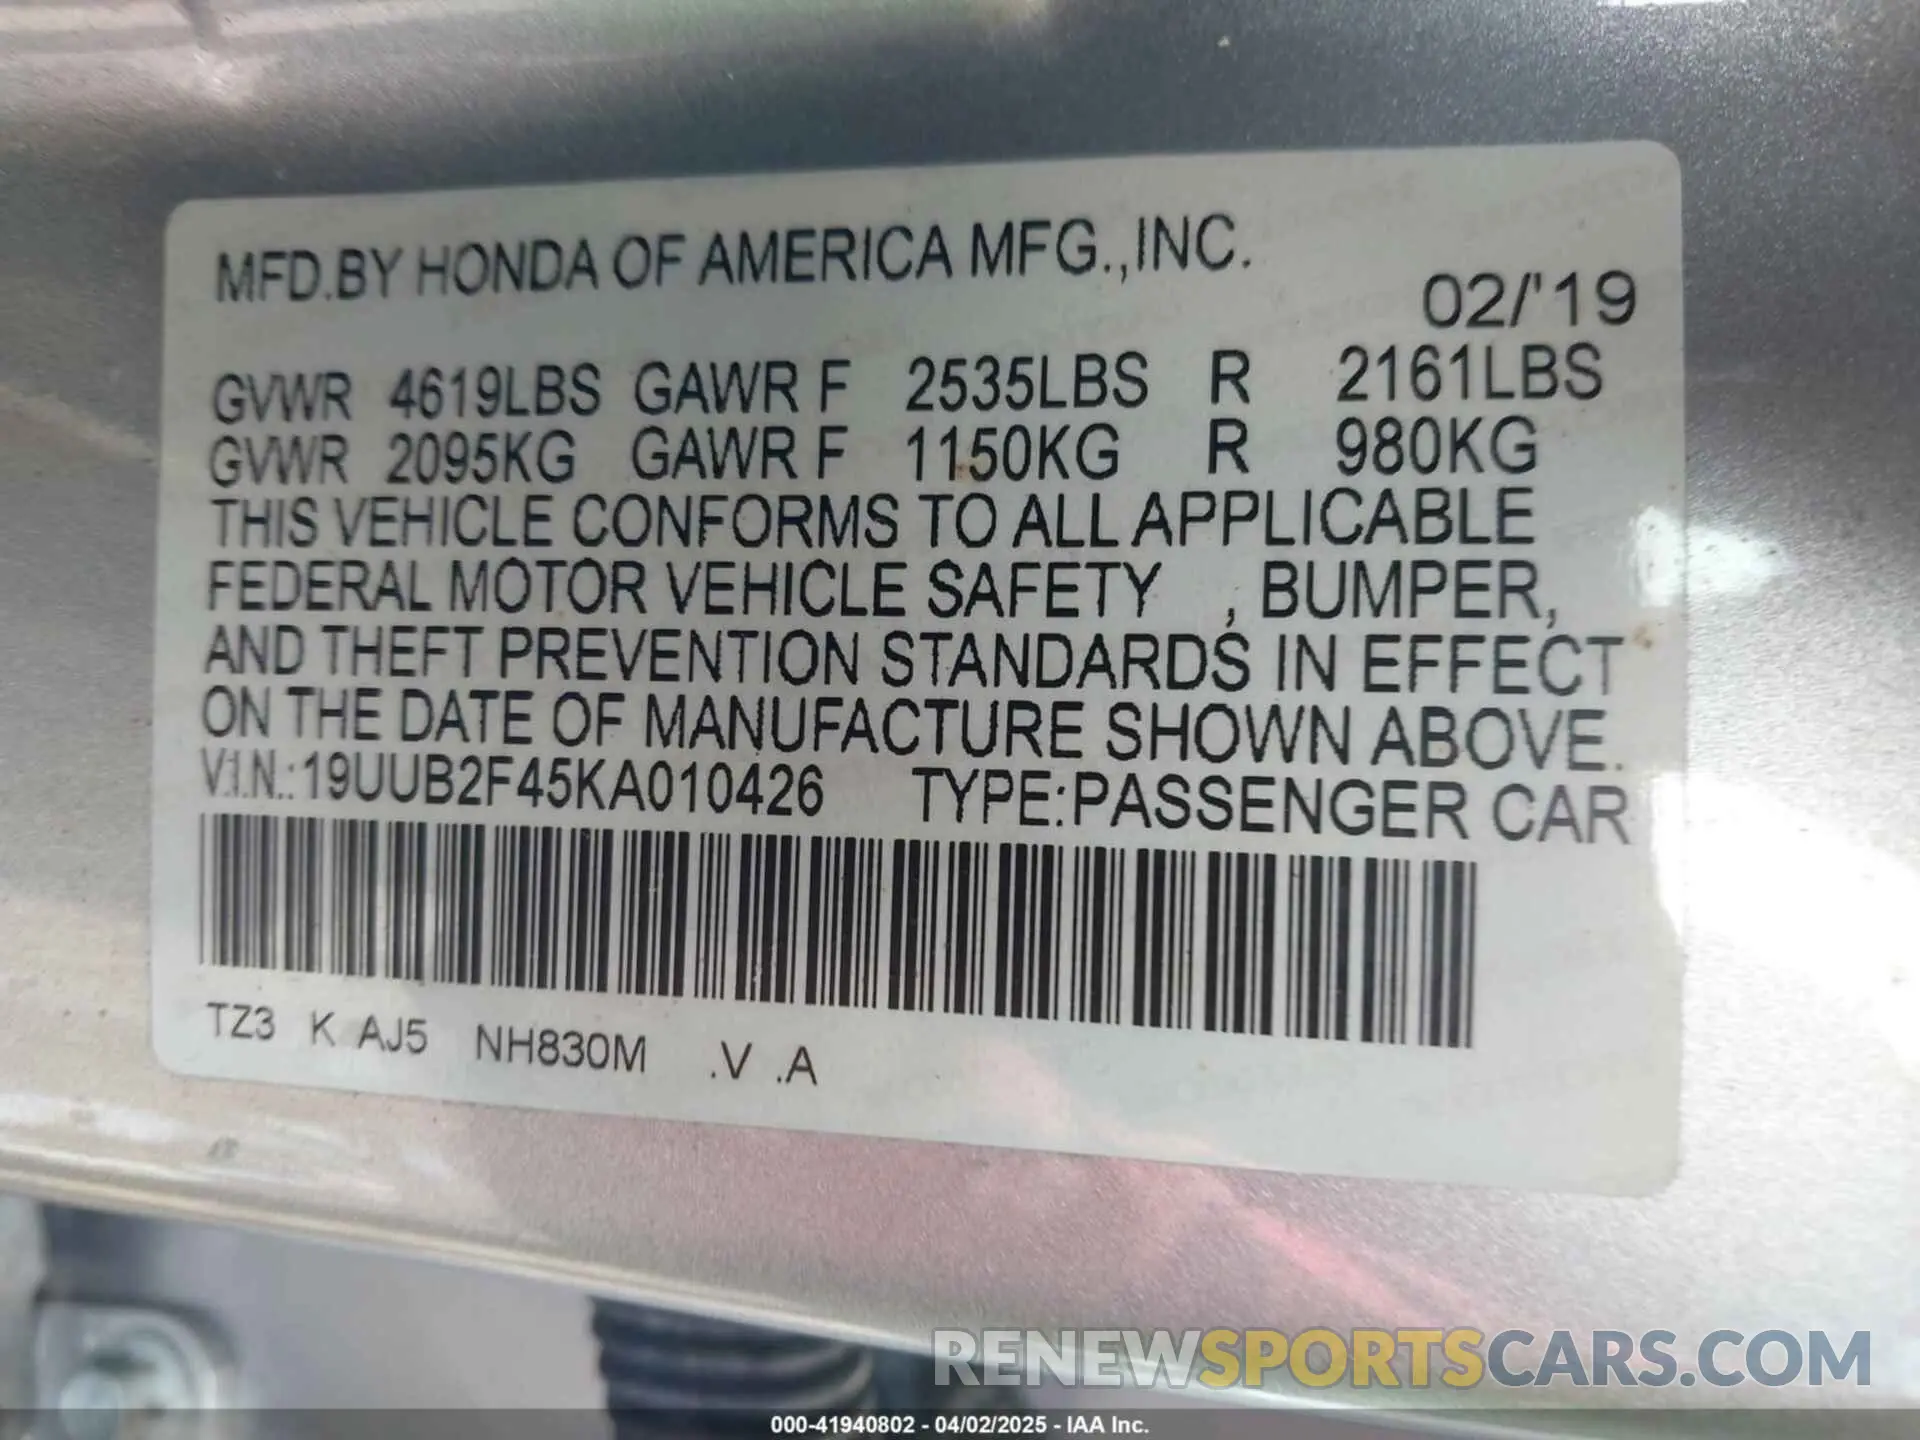 MFD.BY HONDA OF AMERICA MFG.,INC.
02/'19
GVWR 4619LBS GAWR F 2535LBS R 2161LBS
GVWR 2095KG GAWR F 1150KG R 980KG
THIS VEHICLE CONFORMS TO ALL APPLICABLE
FEDERAL MOTOR VEHICLE SAFETY , BUMPER,
AND THEFT PREVENTION STANDARDS IN EFFECT
ON THE DATE OF MANUFACTURE SHOWN ABOVE.
V.I.N.:19UUB2F45KA010426 TYPE:PASSENGER CAR
TZ3 K AJ5 NH830M .V .A
RENEWSPORTSCARS.COM
000-41940802 - 04/02/2025 - IAA Inc.